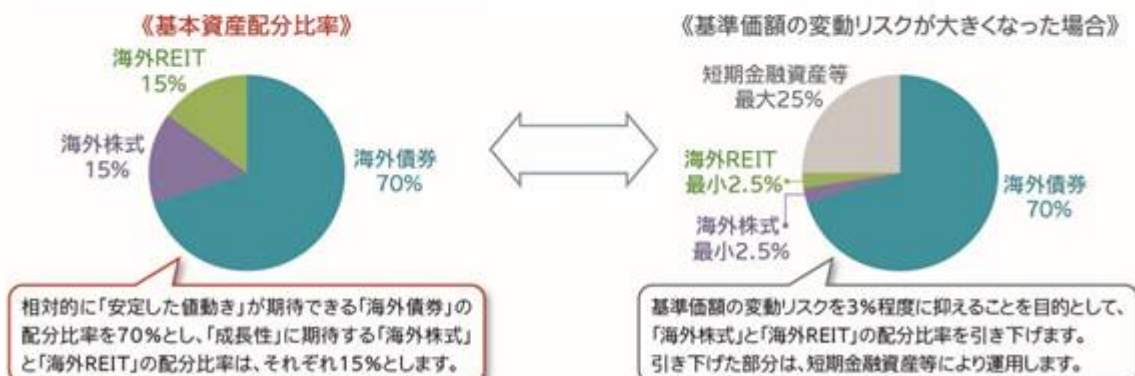 《基本資産配分比率》
海外REIT
15%
海外株式
15%
海外債券
70%
相対的に「安定した値動き」が期待できる「海外債券」の
配分比率を70%とし、「成長性」に期待する「海外株式」
と「海外REIT」の配分比率は、それぞれ15%とします。
《基準価額の変動リスクが大きくなった場合》
短期金融資産等
最大25%
海外REIT
最小2.5%
海外株式
最小2.5%
海外債券
70%
基準価額の変動リスクを3%程度に抑えることを目的として、
「海外株式」と「海外REIT」の配分比率を引き下げます。
引き下げた部分は、短期金融資産等により運用します。